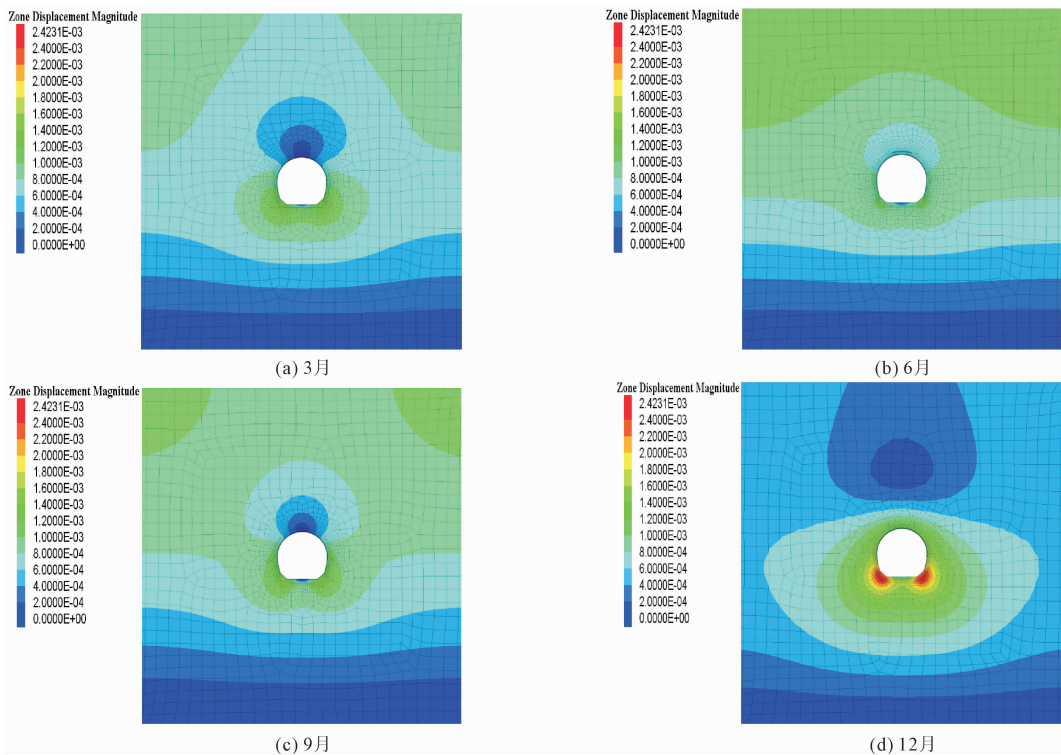 Zone Displacement Magnitude
2.4231E-03
2.4000E-03
2.2000E-03
2.0000E-03
1.8000E-03
1.6000E-03
1.4000E-03
1.2000E-03
1.0000E-03
8.0000E-04
6.0000E-04
4.0000E-04
2.0000E-04
0.0000E+00
(a) 3月
Zone Displacement Magnitude
2.4231E-03
2.4000E-03
2.2000E-03
2.0000E-03
1.8000E-03
1.6000E-03
1.4000E-03
1.2000E-03
1.0000E-03
8.0000E-04
6.0000E-04
4.0000E-04
2.0000E-04
0.0000E+00
(b) 6月
Zone Displacement Magnitude
2.4231E-03
2.4000E-03
2.2000E-03
2.0000E-03
1.8000E-03
1.6000E-03
1.4000E-03
1.2000E-03
1.0000E-03
8.0000E-04
6.0000E-04
4.0000E-04
2.0000E-04
0.0000E+00
(c) 9月
Zone Displacement Magnitude
2.4231E-03
2.4000E-03
2.2000E-03
2.0000E-03
1.8000E-03
1.6000E-03
1.4000E-03
1.2000E-03
1.0000E-03
8.0000E-04
6.0000E-04
4.0000E-04
2.0000E-04
0.0000E+00
(d) 12月